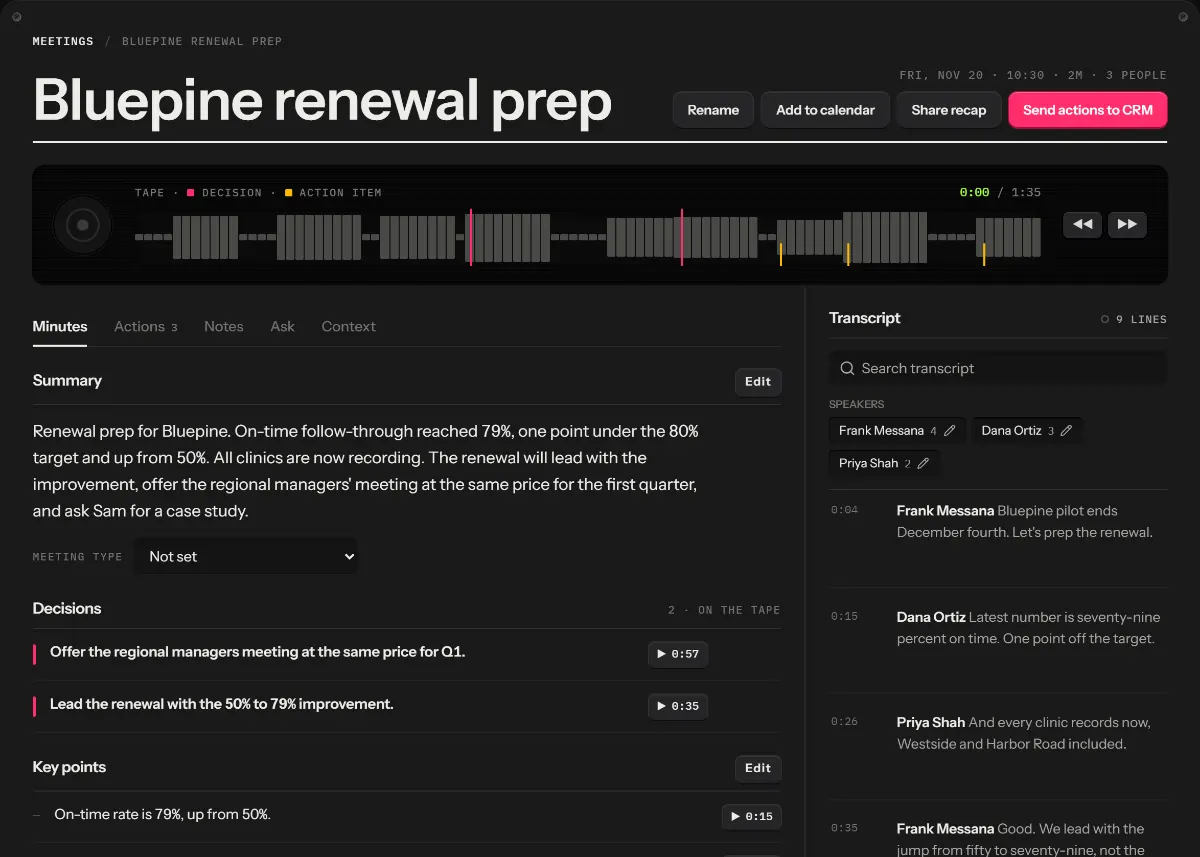 MEETINGS / BLUEPINE RENEWAL PREP
FRI, NOV 20 · 10:30 · 2M · 3 PEOPLE
Bluepine renewal prep
Rename
Add to calendar
Share recap
Send actions to CRM
TAPE · DECISION · ACTION ITEM
0:00 / 1:35
Minutes
Actions 3
Notes
Ask
Context
Summary
Edit
Renewal prep for Bluepine. On-time follow-through reached 79%, one point under the 80%
target and up from 50%. All clinics are now recording. The renewal will lead with the
improvement, offer the regional managers' meeting at the same price for the first quarter,
and ask Sam for a case study.
MEETING TYPE
Not set
Decisions
2 · ON THE TAPE
Offer the regional managers meeting at the same price for Q1.
0:57
Lead the renewal with the 50% to 79% improvement.
0:35
Key points
Edit
– On-time rate is 79%, up from 50%.
0:15
Transcript
9 LINES
Search transcript
SPEAKERS
Frank Messana 4
Dana Ortiz 3
Priya Shah 2
0:04
Frank Messana Bluepine pilot ends
December fourth. Let's prep the renewal.
0:15
Dana Ortiz Latest number is seventy-nine
percent on time. One point off the target.
0:26
Priya Shah And every clinic records now,
Westside and Harbor Road included.
0:35
Frank Messana Good. We lead with the
jump from fifty to seventy-nine, not the